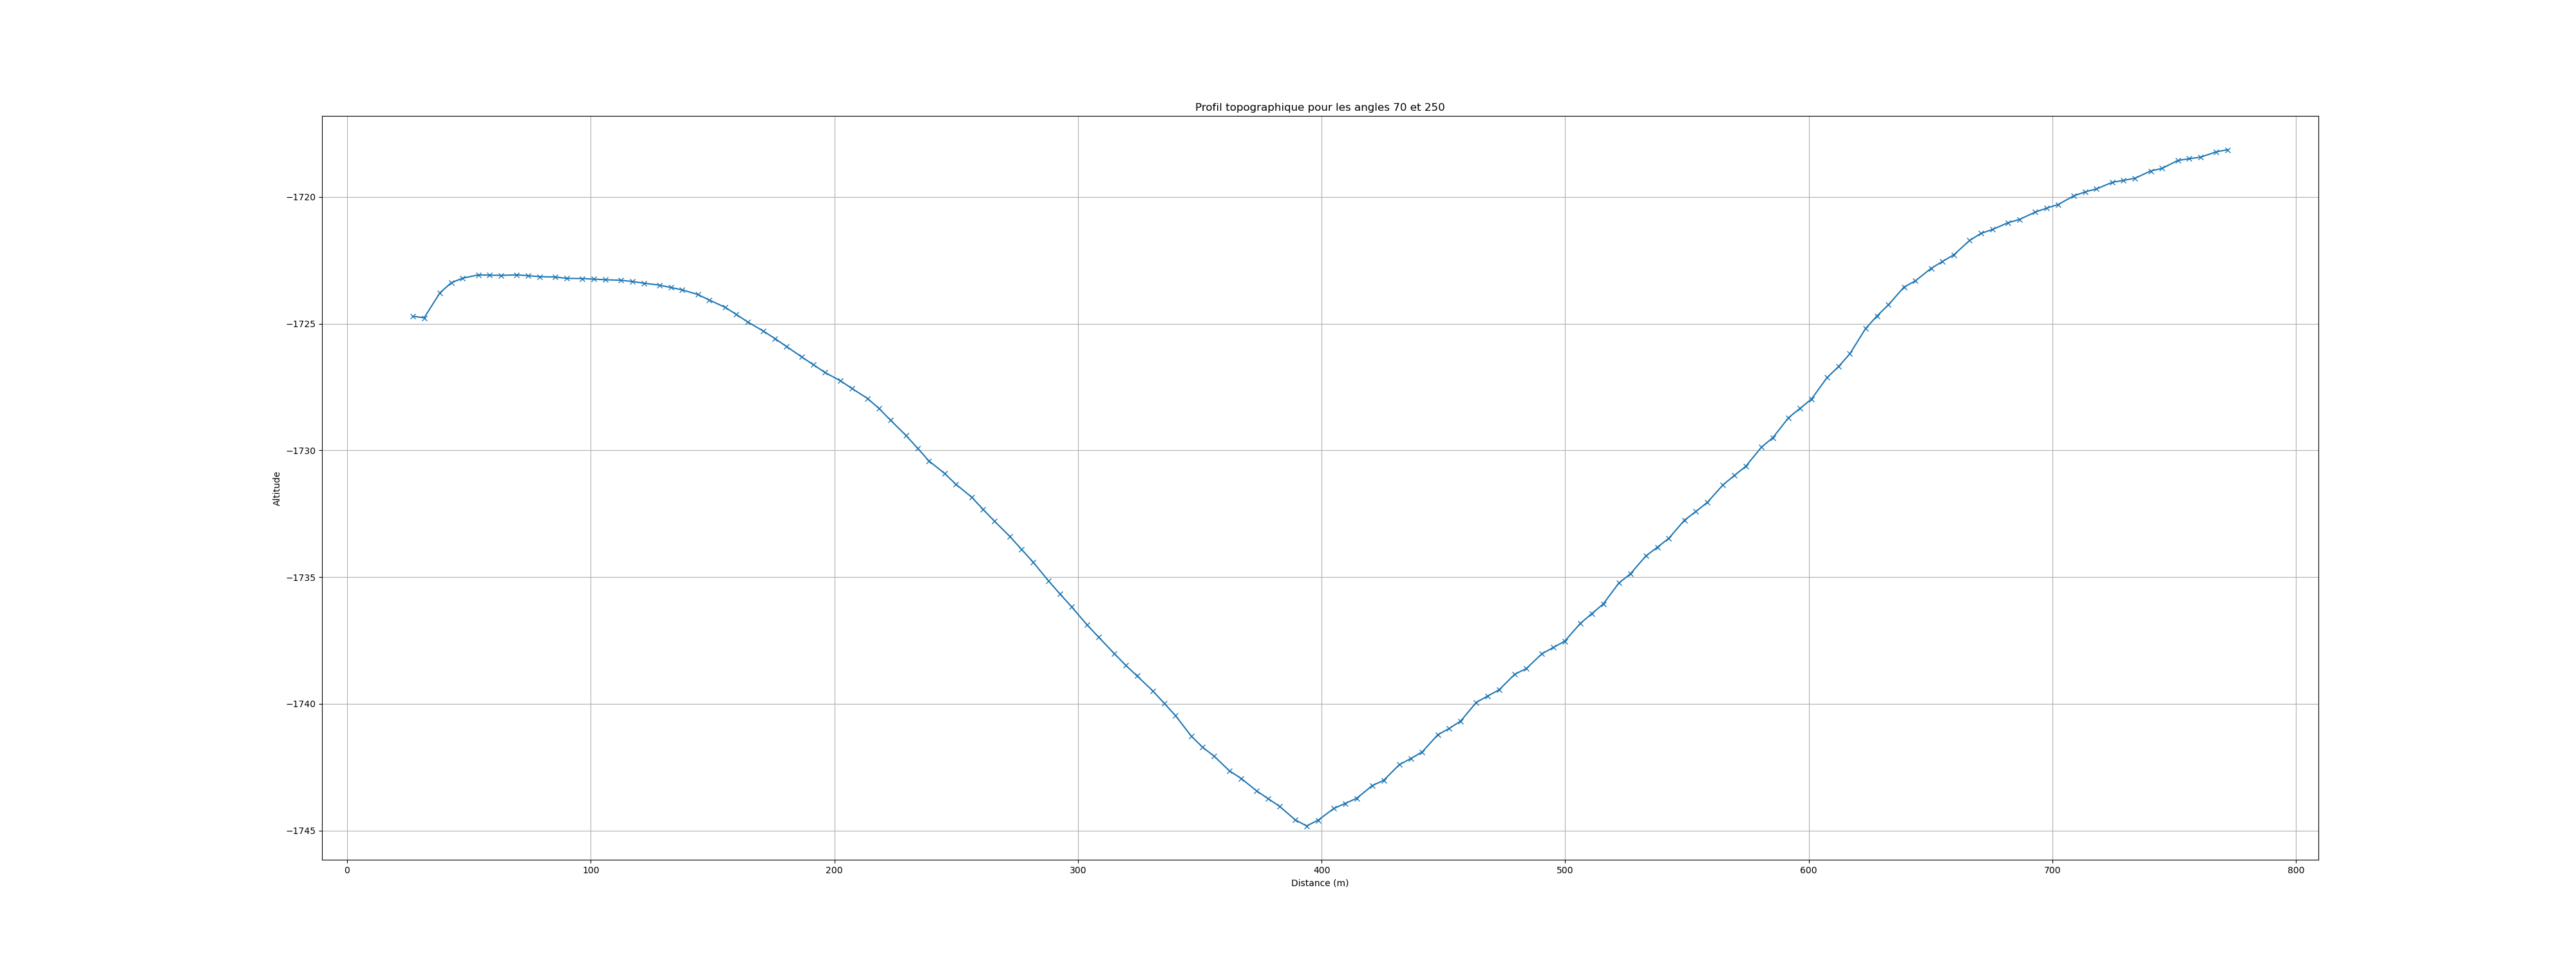 Profil topographique pour les angles 70 et 250
−1720
−1725
−1730
−1735
−1740
−1745
Altitude
0 100 200 300 400 500 600 700 800
Distance (m)